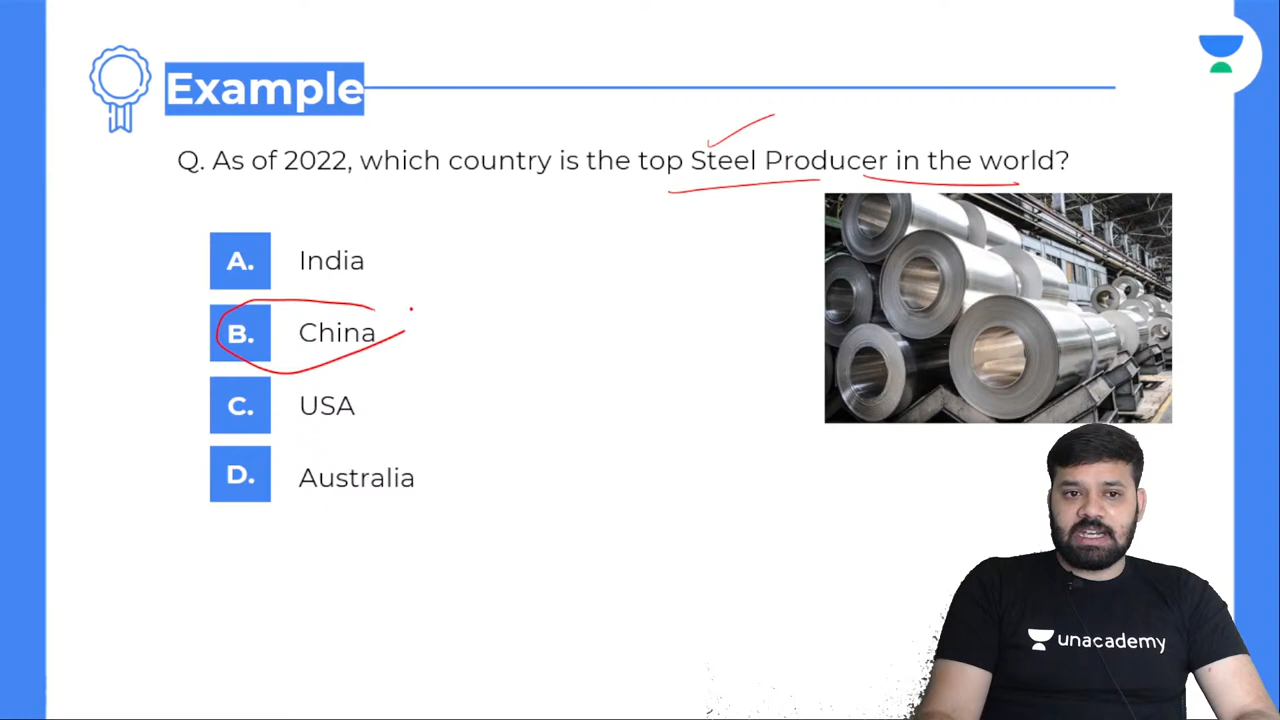 Example
Q. As of 2022, which country is the top Steel Producer in the world?
A. India
B. China
C. USA
D. Australia
unacademy